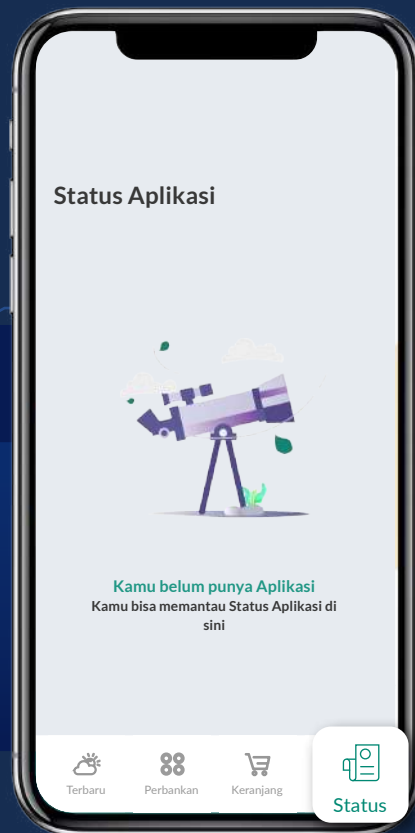 Status Aplikasi
Kamu belum punya Aplikasi
Kamu bisa memantau Status Aplikasi di
sini
Terbaru
Perbankan
Keranjang
Status